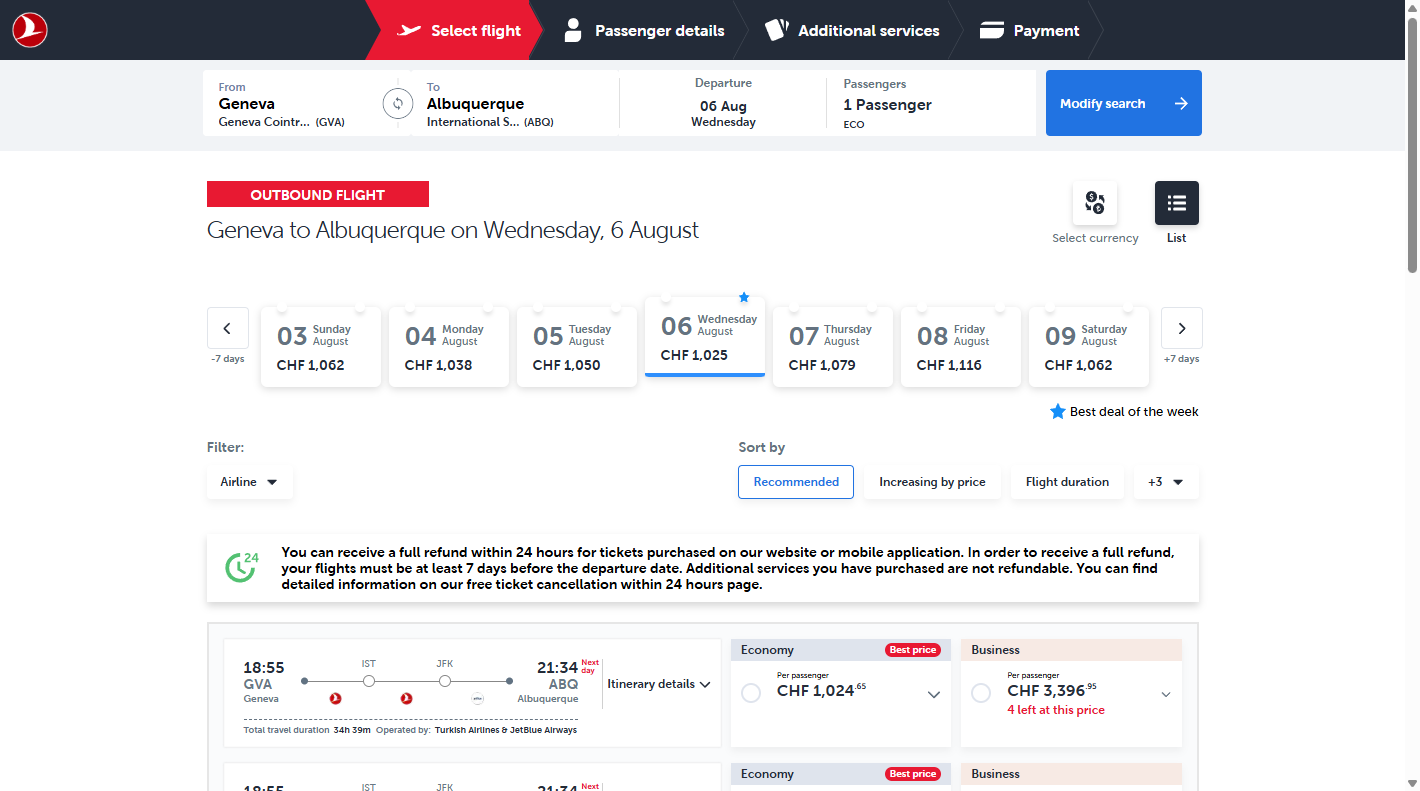 Select flight
Passenger details
Additional services
Payment
From
Geneva
Geneva Cointr... (GVA)
To
Albuquerque
International S... (ABQ)
Departure
06 Aug
Wednesday
Passengers
1 Passenger
ECO
Modify search
OUTBOUND FLIGHT
Geneva to Albuquerque on Wednesday, 6 August
Select currency
List
-7 days
03 Sunday August
CHF 1,062
04 Monday August
CHF 1,038
05 Tuesday August
CHF 1,050
06 Wednesday August
CHF 1,025
07 Thursday August
CHF 1,079
08 Friday August
CHF 1,116
09 Saturday August
CHF 1,062
+7 days
Best deal of the week
Filter:
Airline
Sort by
Recommended
Increasing by price
Flight duration
+3
24
You can receive a full refund within 24 hours for tickets purchased on our website or mobile application. In order to receive a full refund,
your flights must be at least 7 days before the departure date. Additional services you have purchased are not refundable. You can find
detailed information on our free ticket cancellation within 24 hours page.
18:55
GVA
Geneva
IST
JFK
21:34 Next day
ABQ
Albuquerque
Total travel duration 34h 39m Operated by: Turkish Airlines & JetBlue Airways
Itinerary details
Economy
Best price
Per passenger
CHF 1,024.65
Business
Per passenger
CHF 3,396.95
4 left at this price
18:55
IST
JFK
21:34 Next
Economy
Best price
Business